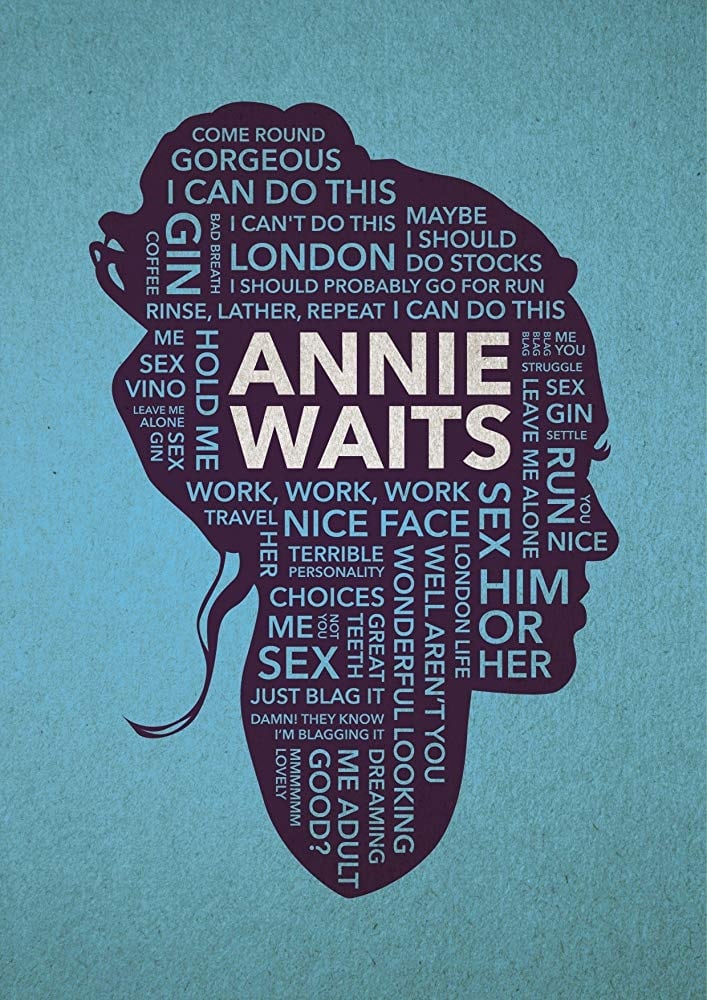 COME ROUND
GORGEOUS
I CAN DO THIS
GIN
COFFEE
BAD BREATH
I CAN'T DO THIS
LONDON
MAYBE
I SHOULD
DO STOCKS
I SHOULD PROBABLY GO FOR RUN
RINSE, LATHER, REPEAT
I CAN DO THIS
ME
SEX
VINO
LEAVE ME
ALONE
GIN
SEX
HOLD ME
ANNIE
WAITS
BLAG
BLAG
BLAG
BLAG
ME
YOU
STRUGGLE
LEAVE ME ALONE
SEX
GIN
SETTLE
RUN
YOU
NICE
WORK, WORK, WORK
TRAVEL
NICE FACE
SEX
HER
TERRIBLE
PERSONALITY
CHOICES
ME
NOT
YOU
SEX
TEETH
GREAT
WONDERFUL LOOKING
WELL AREN'T YOU
LONDON LIFE
HIM
OR
HER
JUST BLAG IT
DAMN! THEY KNOW
I'M BLAGGING IT
LOVELY
MMMMMM
GOOD?
ME ADULT
DREAMING